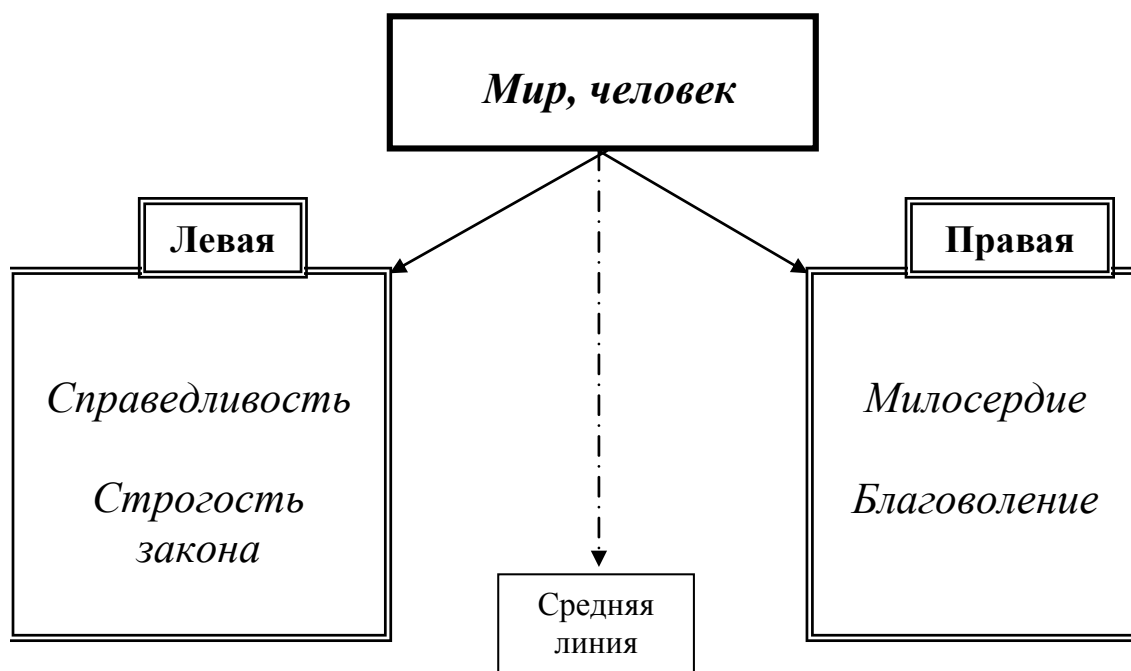 Мир, человек
Левая
Справедливость
Строгость
закона
Средняя
линия
Правая
Милосердие
Благоволение